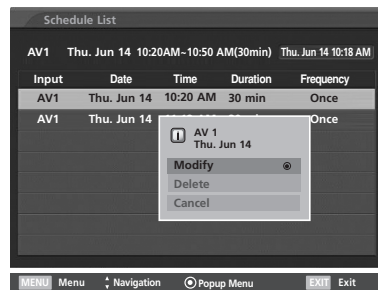 Schedule List
AV1 Thu. Jun 14 10:20AM~10:50 AM(30min) Thu. Jun 14 10:18 AM
Input Date Time Duration Frequency
AV1 Thu. Jun 14 10:20 AM 30 min Once
AV1 Thu. Jun 14 Once
AV 1
Thu. Jun 14
Modify
Delete
Cancel
MENU Menu Navigation Popup Menu EXIT Exit